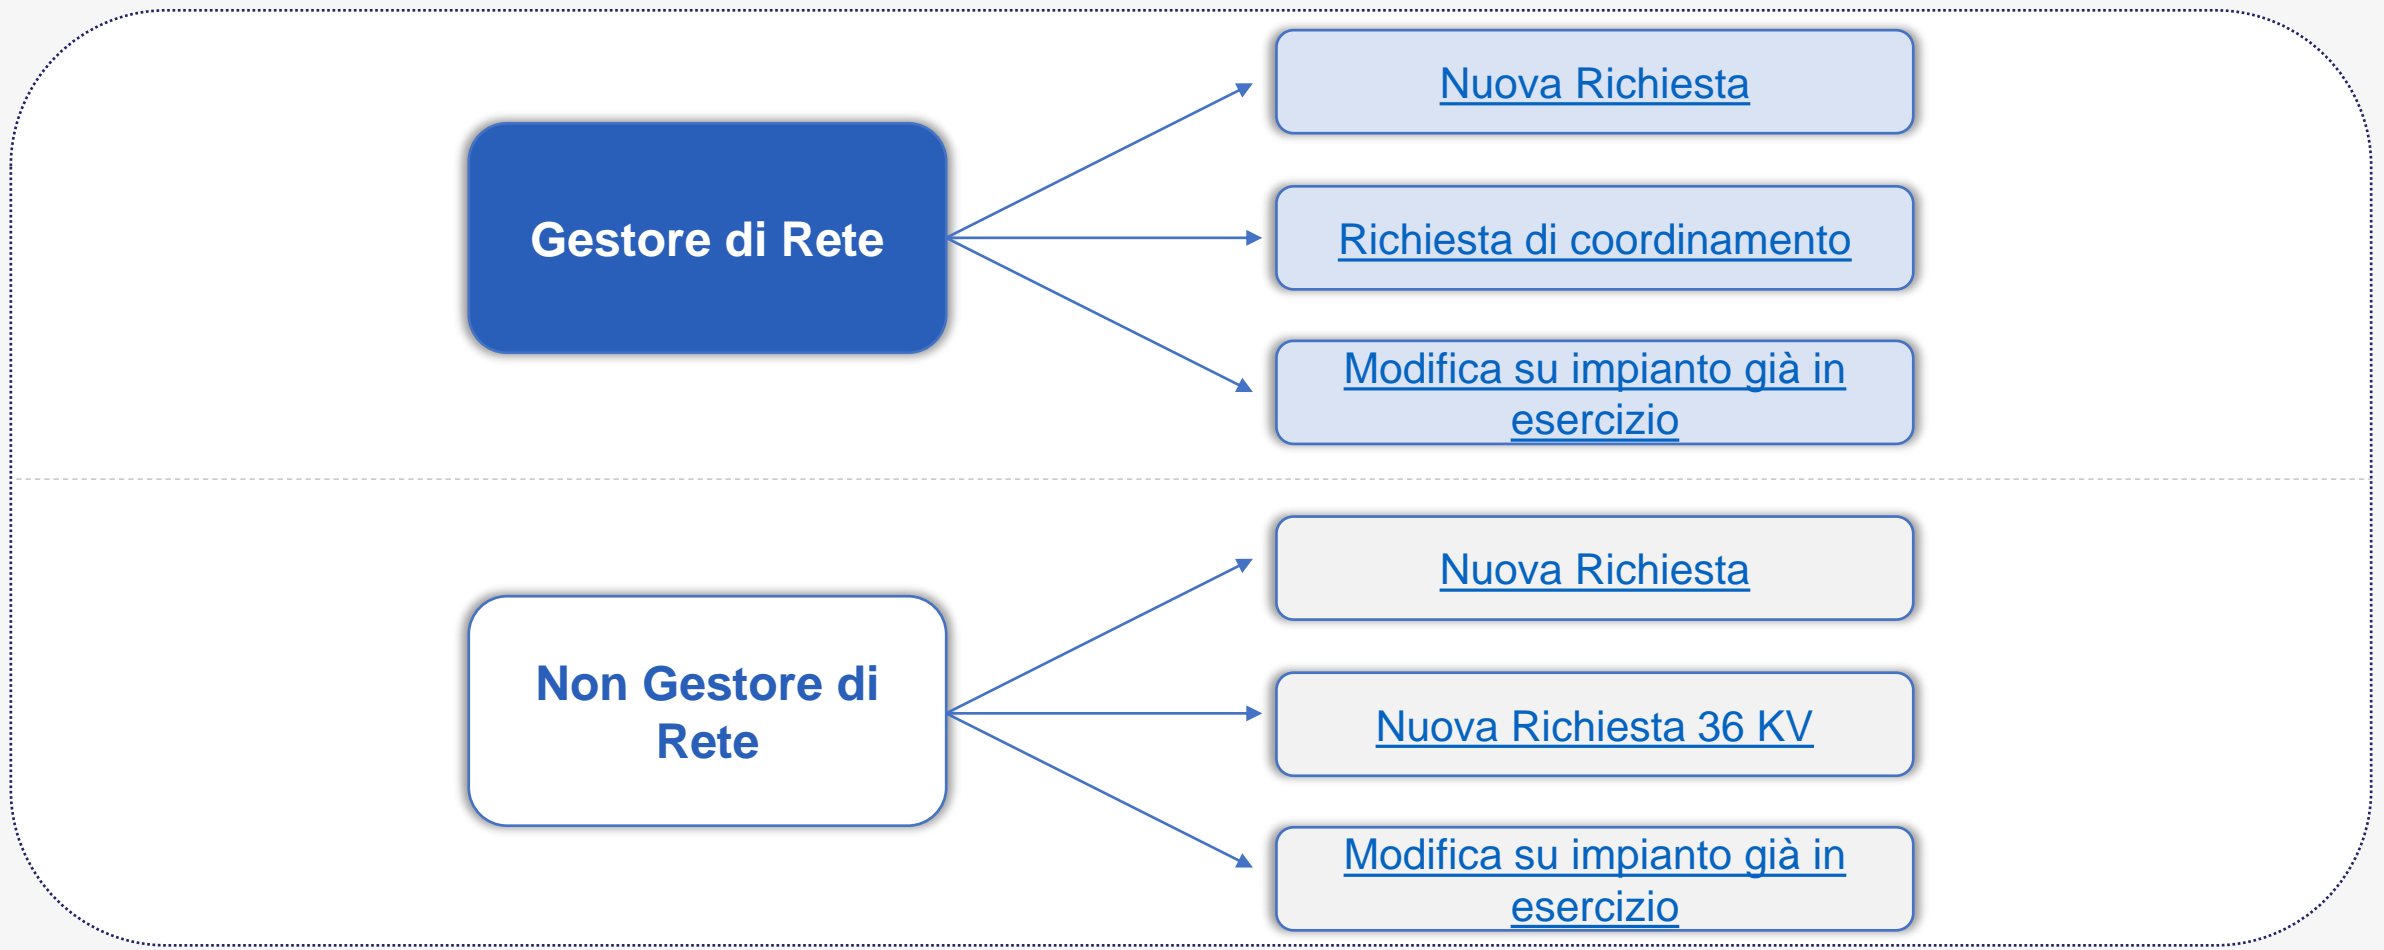 Gestore di Rete
Nuova Richiesta
Richiesta di coordinamento
Modifica su impianto già in
esercizio
Non Gestore di
Rete
Nuova Richiesta
Nuova Richiesta 36 KV
Modifica su impianto già in
esercizio